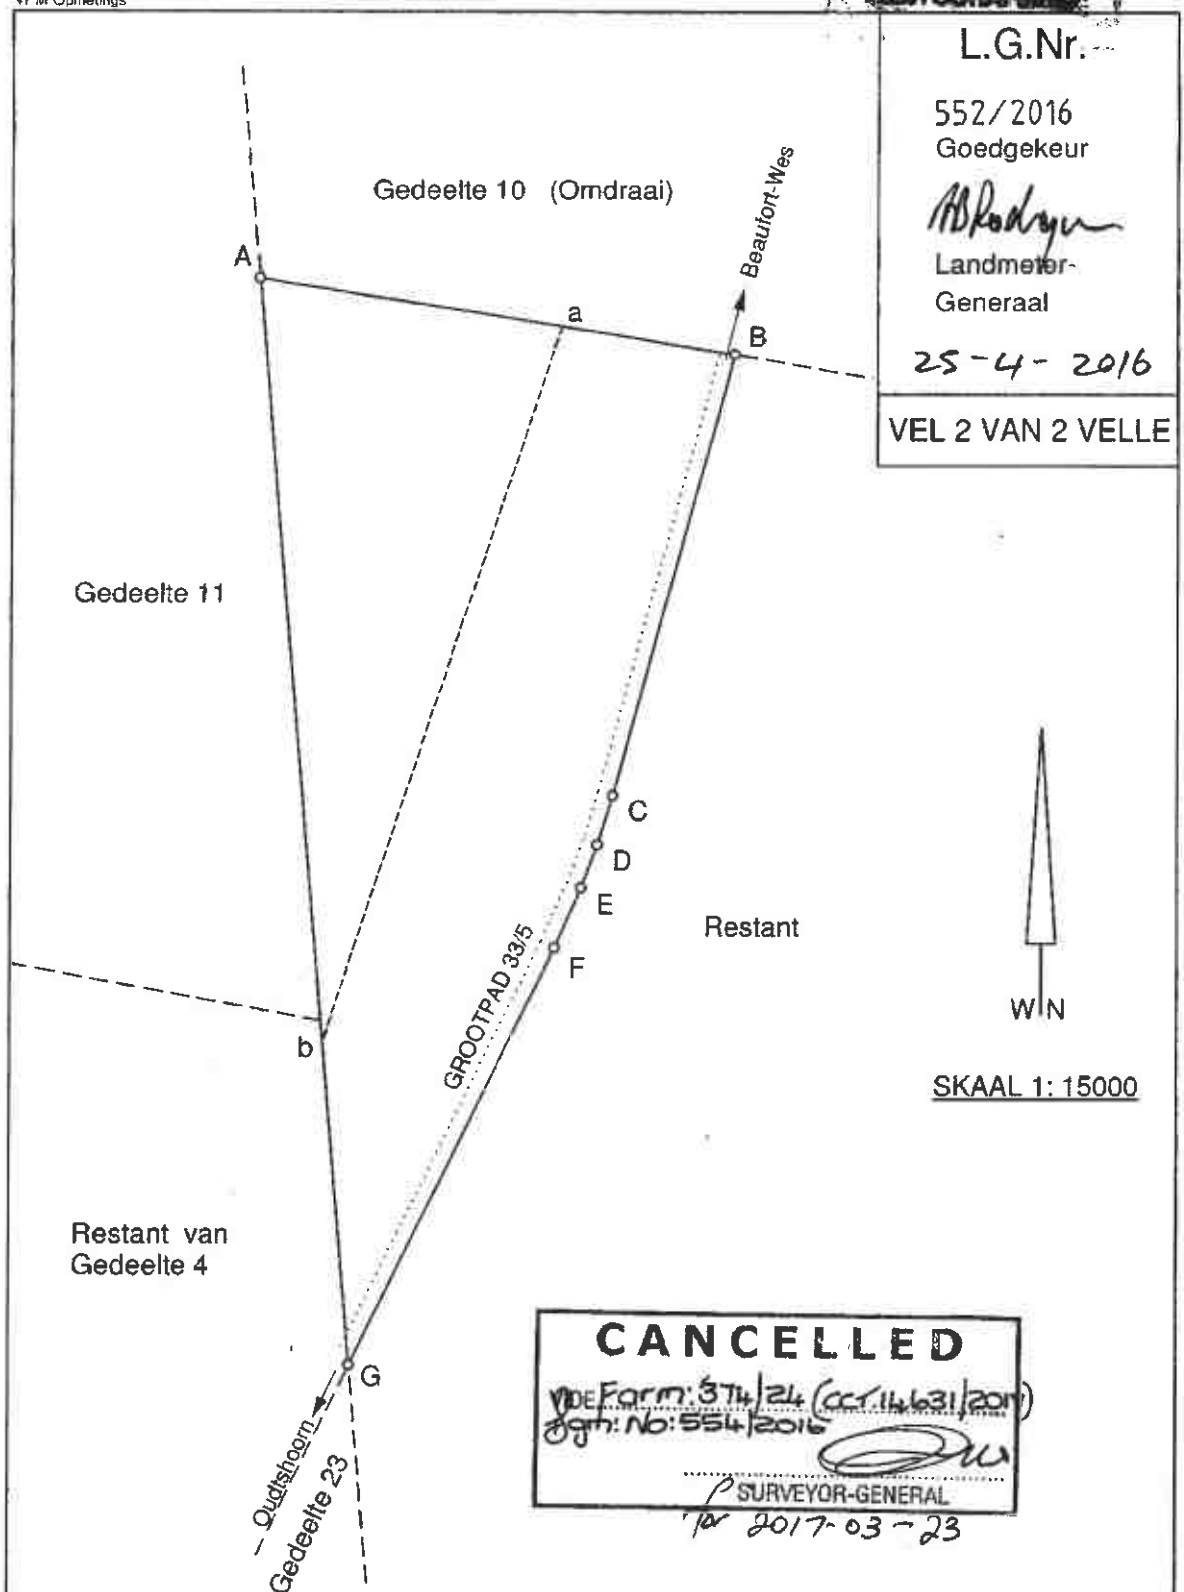 L.G.Nr.
552/2016
Goedgekeur
Landmeter-
Generaal
25-4-2016
VEL 2 VAN 2 VELLE
Gedeelte 10 (Omdraai)
Beaufort-Wes
A
a
B
Gedeelte 11
C
D
E
Restant
F
GROOTPAD 33/5
W N
b
SKAAL 1: 15000
Restant van
Gedeelte 4
G
Oudtshoorn
Gedeelte 23
CANCELLED
VIDE Farm: 374/24 (CCT.14631/2017)
Dgm: No: 554/2016
SURVEYOR-GENERAL
2017-03-23